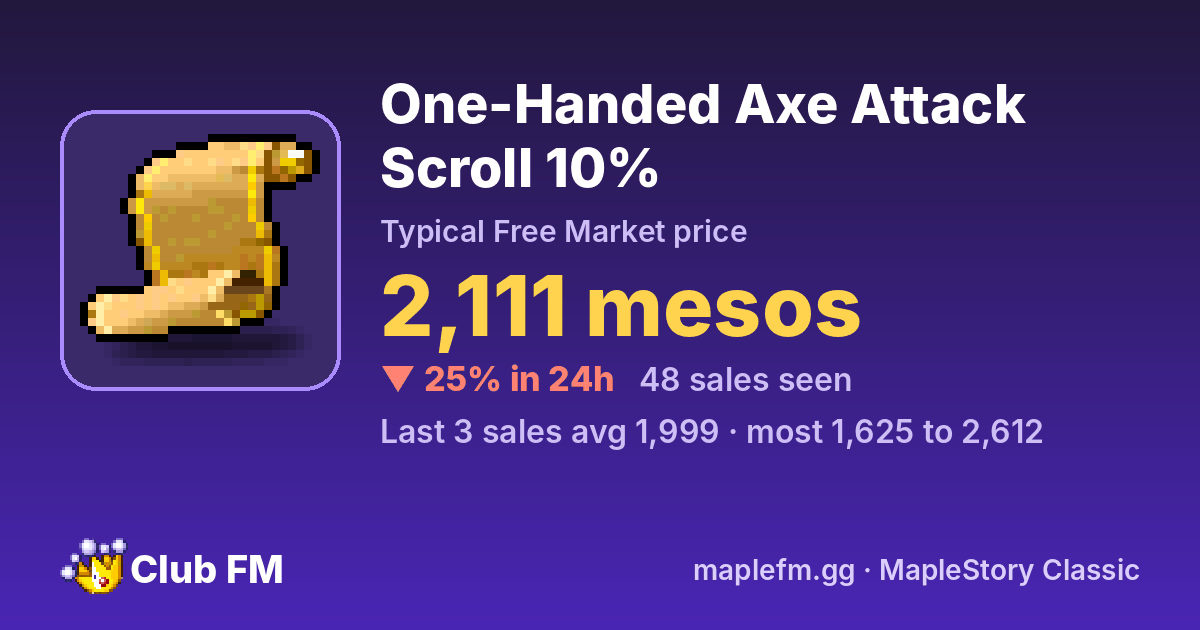 One-Handed Axe Attack
Scroll 10%
Typical Free Market price
2,111 mesos
▼ 25% in 24h 48 sales seen
Last 3 sales avg 1,999 · most 1,625 to 2,612
Club FM
maplefm.gg · MapleStory Classic